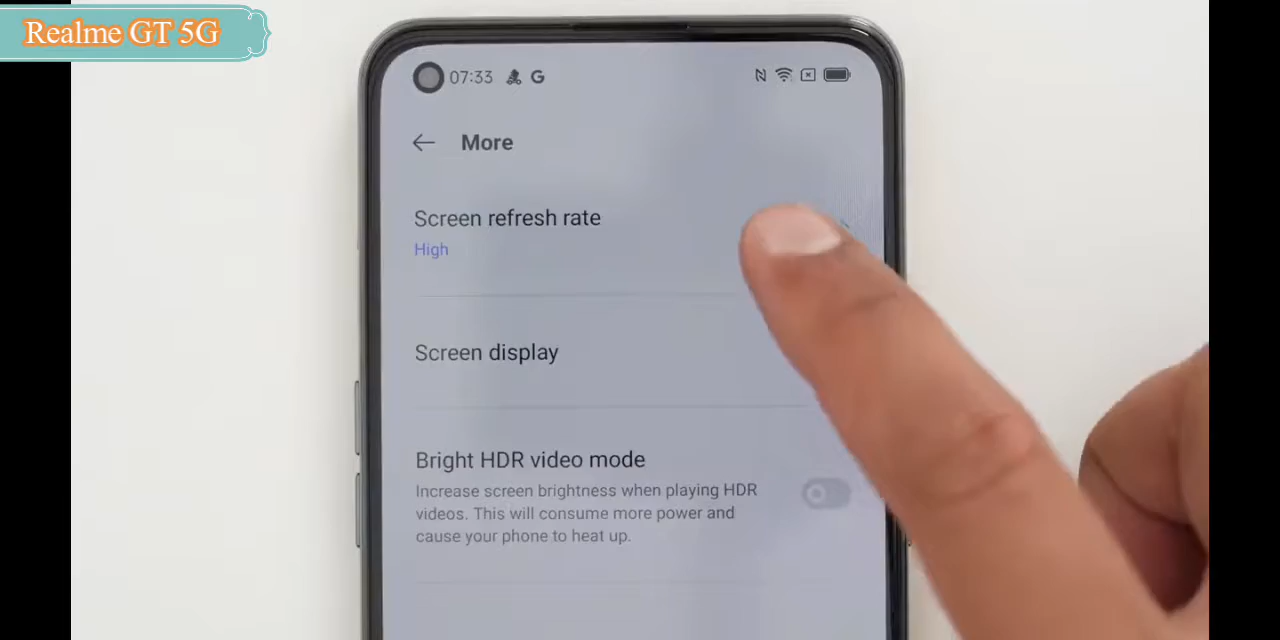 Realme GT 5G
07:33 G
More
Screen refresh rate
High
Screen display
Bright HDR video mode
Increase screen brightness when playing HDR
videos. This will consume more power and
cause your phone to heat up.